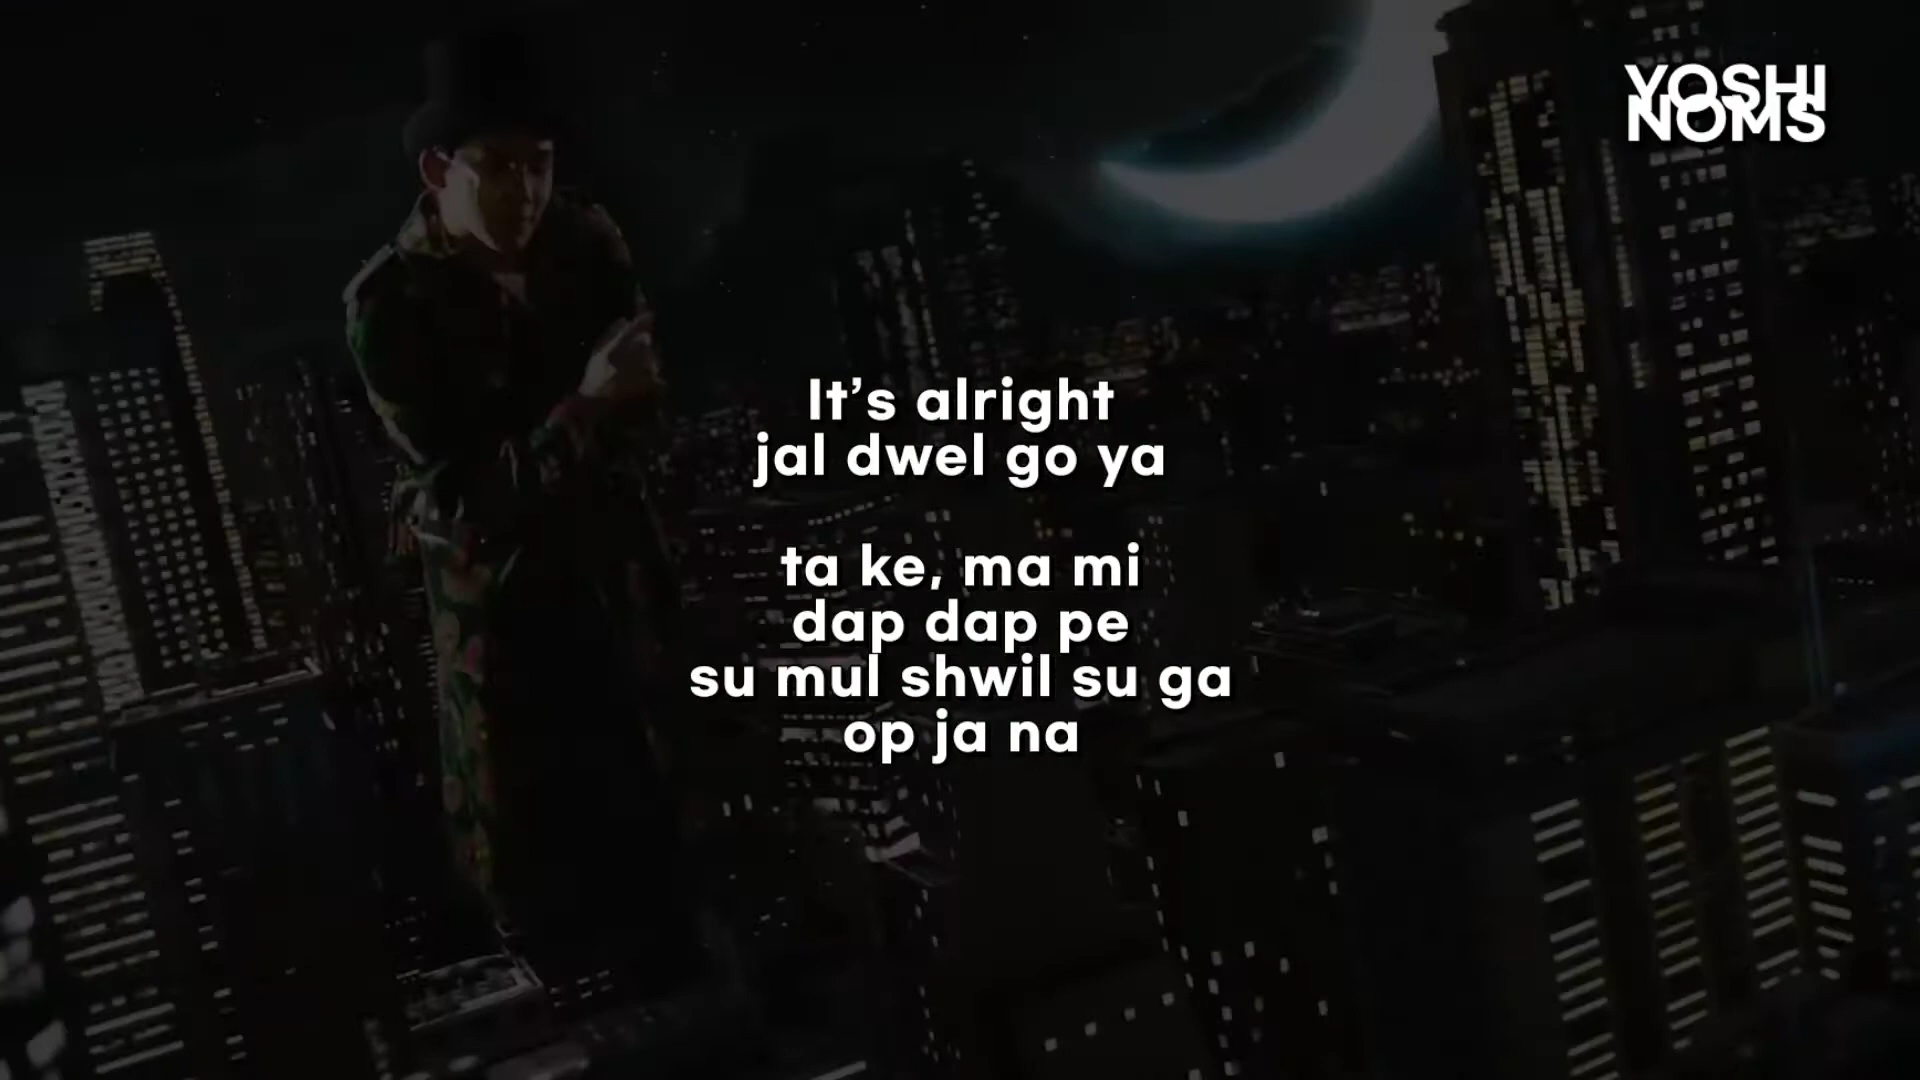 YOSHI
NOMS
It's alright
jal dwel go ya
ta ke, ma mi
dap dap pe
su mul shwil su ga
op ja na